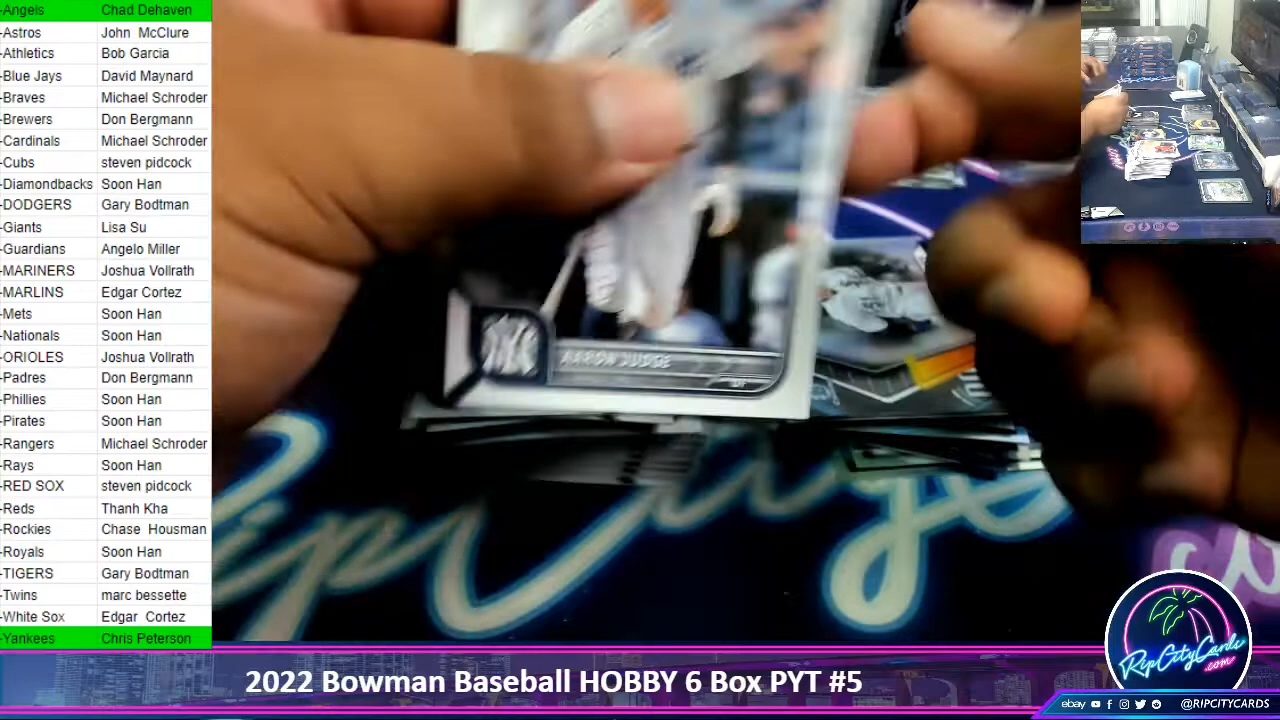 -Angels Chad Dehaven
-Astros John McClure
-Athletics Bob Garcia
-Blue Jays David Maynard
-Braves Michael Schroder
-Brewers Don Bergmann
-Cardinals Michael Schroder
-Cubs steven pidcock
-Diamondbacks Soon Han
-DODGERS Gary Bodtman
-Giants Lisa Su
-Guardians Angelo Miller
-MARINERS Joshua Vollrath
-MARLINS Edgar Cortez
-Mets Soon Han
-Nationals Soon Han
-ORIOLES Joshua Vollrath
-Padres Don Bergmann
-Phillies Soon Han
-Pirates Soon Han
-Rangers Michael Schroder
-Rays Soon Han
-RED SOX steven pidcock
-Reds Thanh Kha
-Rockies Chase Housman
-Royals Soon Han
-TIGERS Gary Bodtman
-Twins marc bessette
-White Sox Edgar Cortez
-Yankees Chris Peterson
NY
AARON JUDGE
OF
2022 Bowman Baseball HOBBY 6 Box PYT #5
RipCityCards
.com
ebay @RIPCITYCARDS